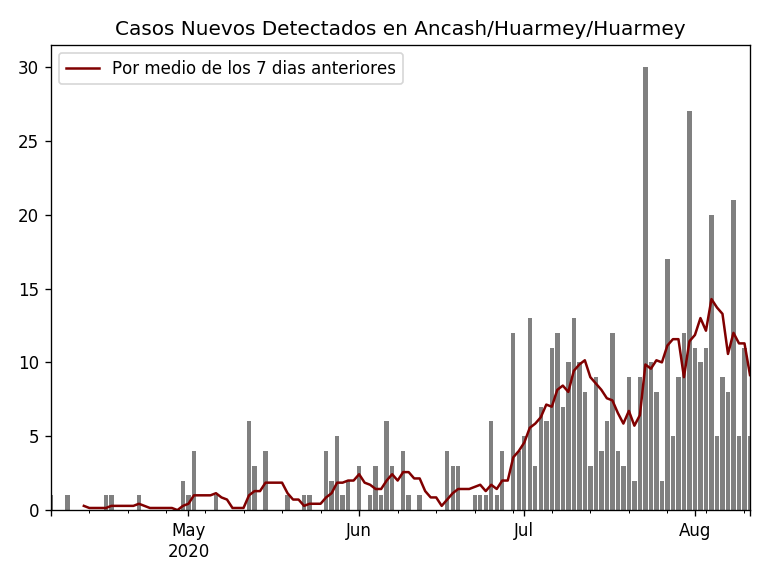 Casos Nuevos Detectados en Ancash/Huarmey/Huarmey
Por medio de los 7 dias anteriores
30
25
20
15
10
5
0
May
2020
Jun
Jul
Aug